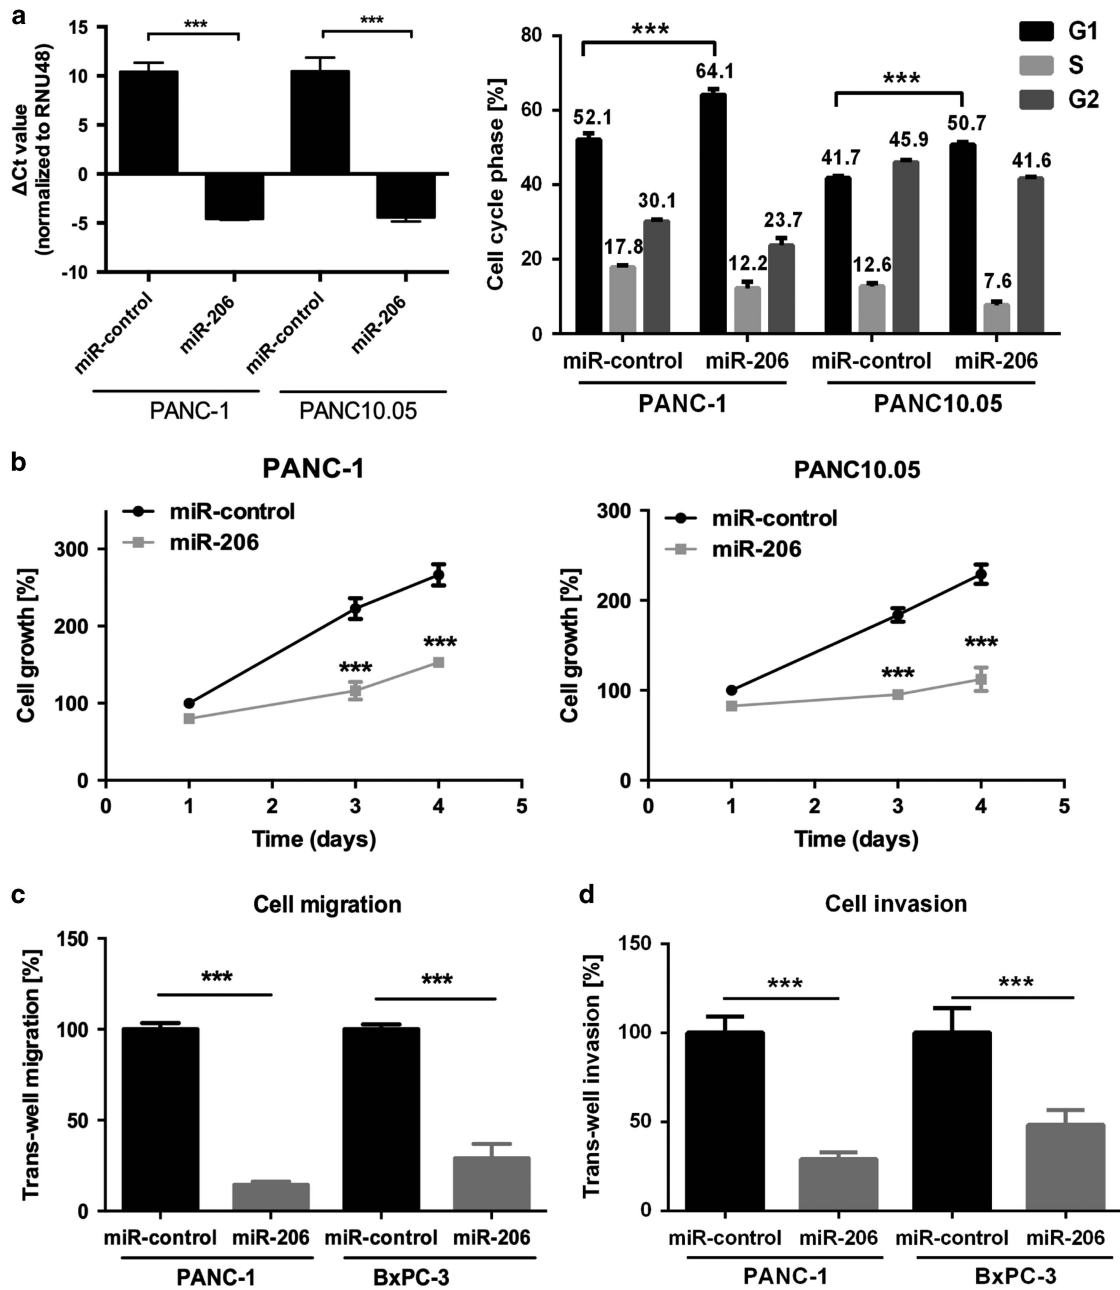 a
ΔCt value
(normalized to RNU48)
15
10
5
0
-5
-10
***
***
miR-control
miR-206
miR-control
miR-206
PANC-1
PANC10.05
Cell cycle phase [%]
80
60
40
20
0
***
***
G1
S
G2
52.1
17.8
30.1
64.1
12.2
23.7
41.7
12.6
45.9
50.7
7.6
41.6
miR-control
miR-206
miR-control
miR-206
PANC-1
PANC10.05
b
PANC-1
miR-control
miR-206
Cell growth [%]
300
200
100
0
***
***
0
1
2
3
4
5
Time (days)
PANC10.05
miR-control
miR-206
Cell growth [%]
300
200
100
0
***
***
0
1
2
3
4
5
Time (days)
c
Cell migration
Trans-well migration [%]
150
100
50
0
***
***
miR-control
miR-206
miR-control
miR-206
PANC-1
BxPC-3
d
Cell invasion
Trans-well invasion [%]
150
100
50
0
***
***
miR-control
miR-206
miR-control
miR-206
PANC-1
BxPC-3